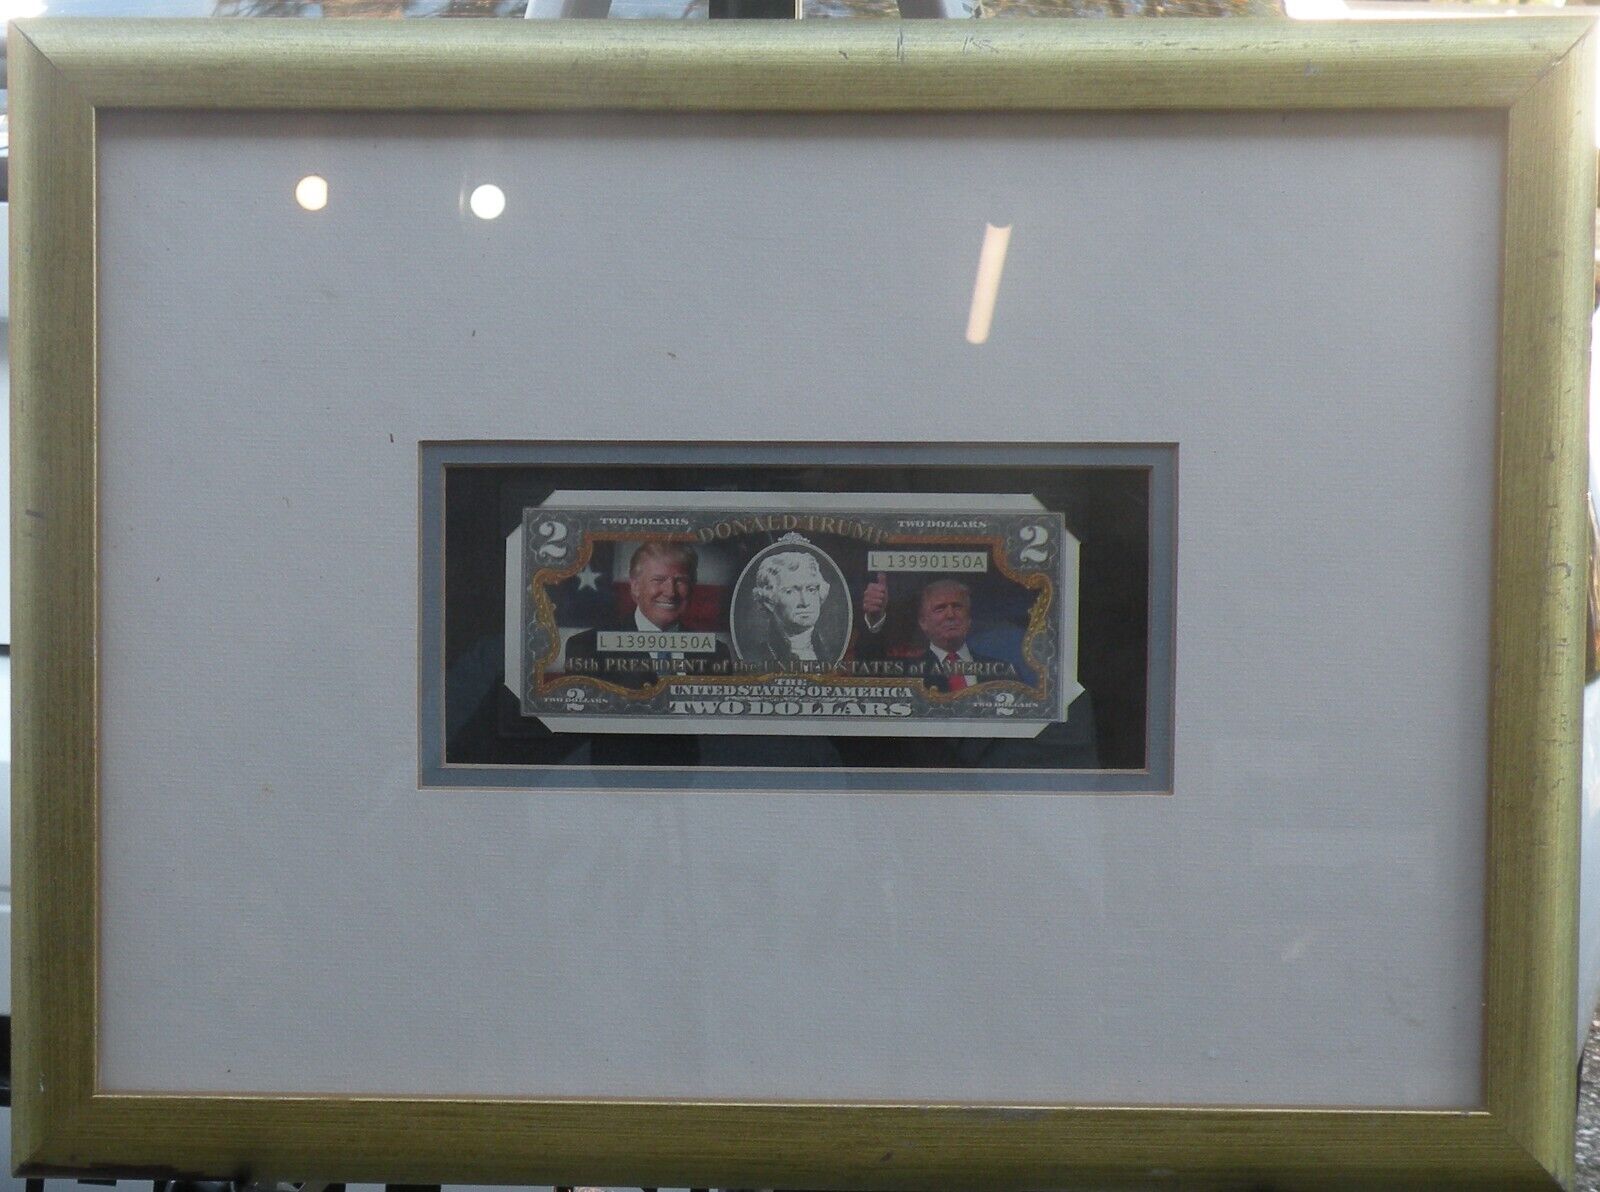 2 TWO DOLLARS DONALD TRUMP TWO DOLLARS 2
L 13990150A
L 13990150A
45th PRESIDENT of the UNITED STATES of AMERICA
THE
UNITED STATES OF AMERICA
TWO DOLLARS 2 TWO DOLLARS 2
TWO DOLLARS